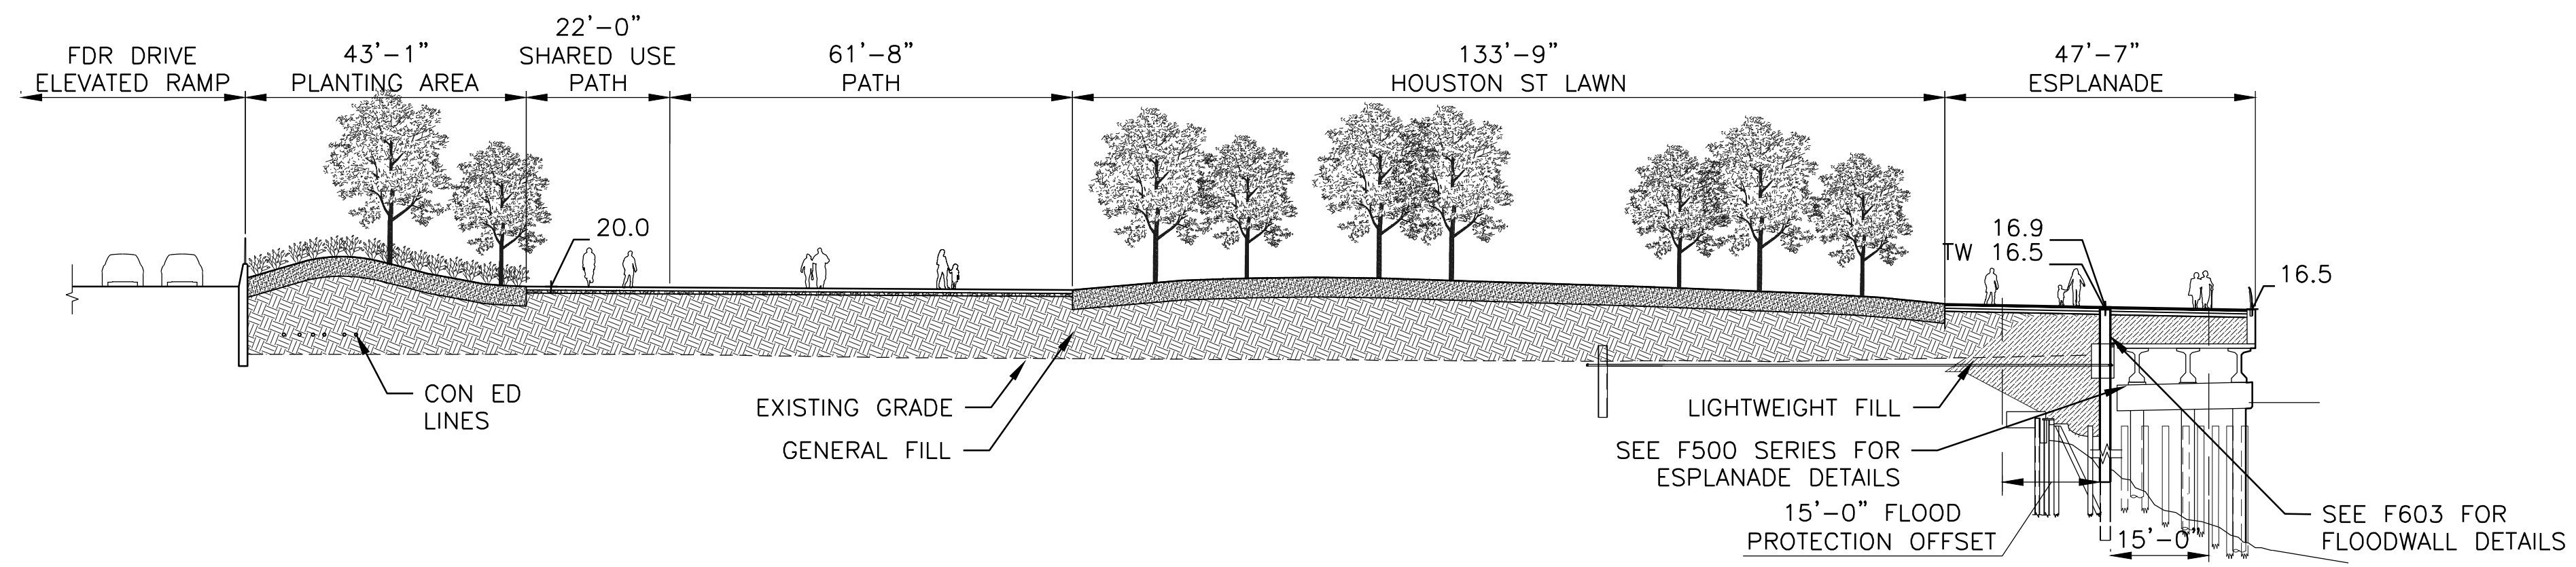 FDR DRIVE
ELEVATED RAMP
43'-1"
PLANTING AREA
22'-0"
SHARED USE
PATH
61'-8"
PATH
133'-9"
HOUSTON ST LAWN
47'-7"
ESPLANADE
20.0
16.9
TW 16.5
16.5
CON ED
LINES
EXISTING GRADE
GENERAL FILL
LIGHTWEIGHT FILL
SEE F500 SERIES FOR
ESPLANADE DETAILS
15'-0" FLOOD
PROTECTION OFFSET
15'-0"
SEE F603 FOR
FLOODWALL DETAILS